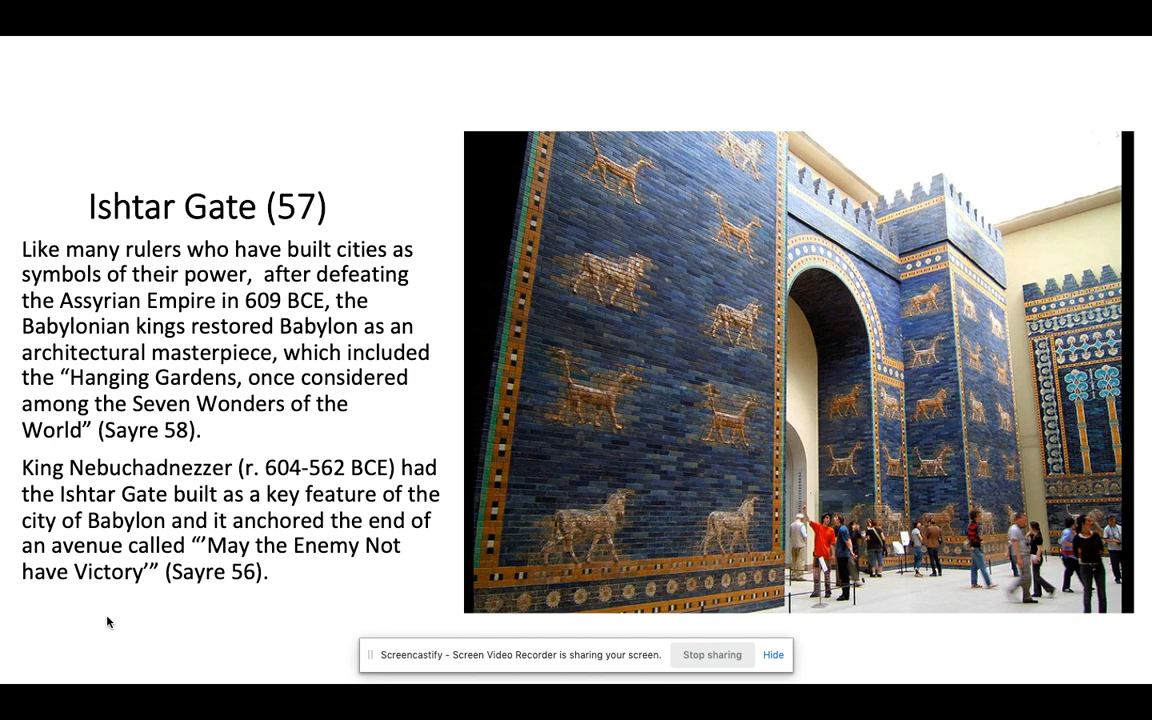 Ishtar Gate (57)
Like many rulers who have built cities as
symbols of their power,  after defeating
the Assyrian Empire in 609 BCE, the
Babylonian kings restored Babylon as an
architectural masterpiece, which included
the “Hanging Gardens, once considered
among the Seven Wonders of the
World” (Sayre 58).
King Nebuchadnezzer (r. 604-562 BCE) had
the Ishtar Gate built as a key feature of the
city of Babylon and it anchored the end of
an avenue called “’May the Enemy Not
have Victory’” (Sayre 56).
Screencastify - Screen Video Recorder is sharing your screen.
Stop sharing
Hide